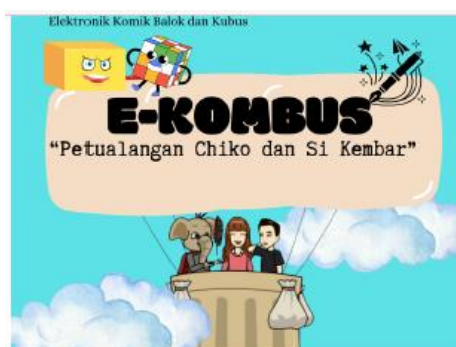 Elektronik Komik Balok dan Kubus
E-KOMBUS
“Petualangan Chiko dan Si Kembar”